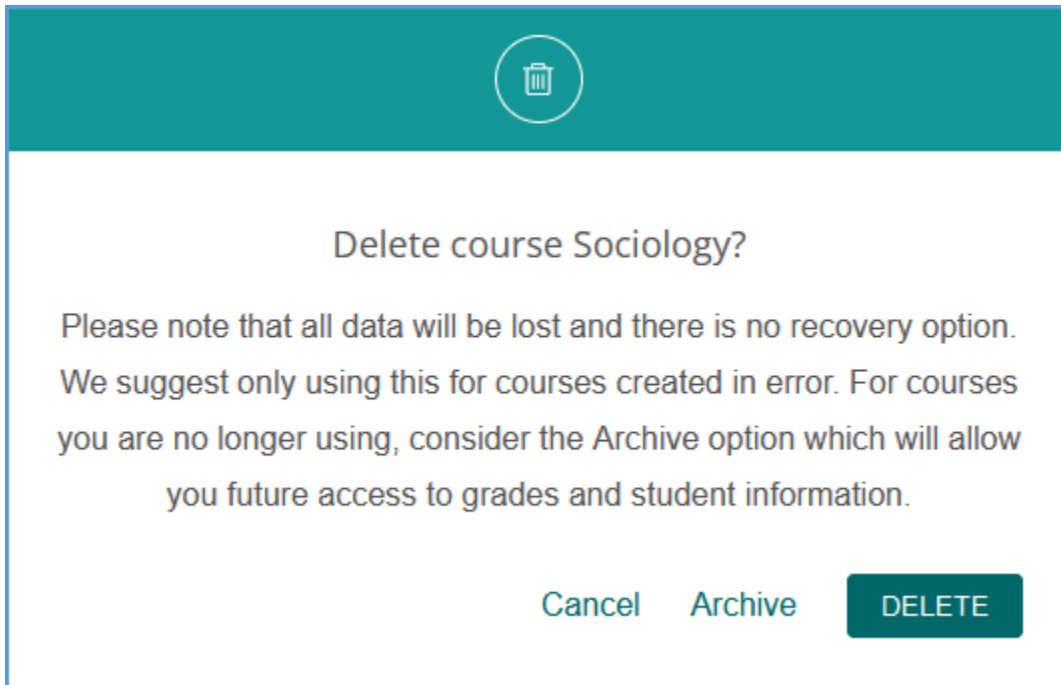 Delete course Sociology?
Please note that all data will be lost and there is no recovery option.
We suggest only using this for courses created in error. For courses
you are no longer using, consider the Archive option which will allow
you future access to grades and student information.
Cancel Archive DELETE